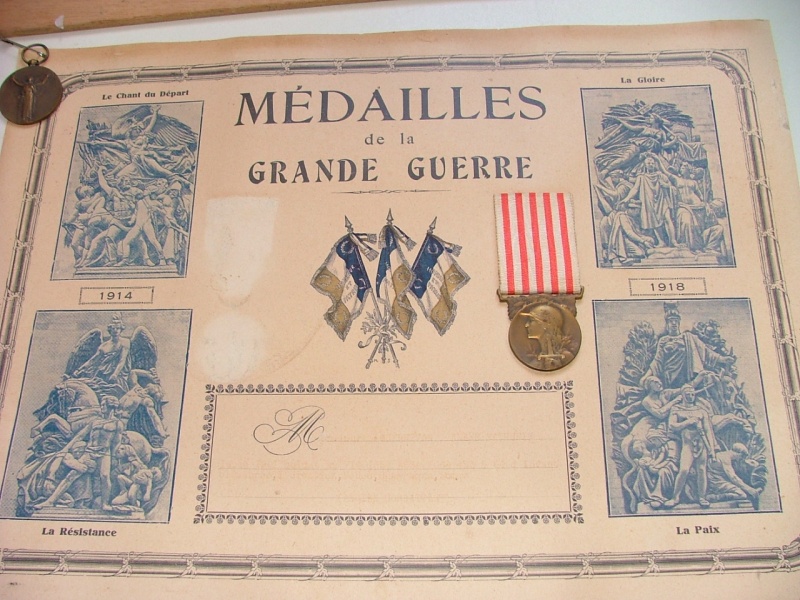 Le Chant du Départ
La Gloire
MÉDAILLES
de la
GRANDE GUERRE
1914
1918
M
La Résistance
La Paix